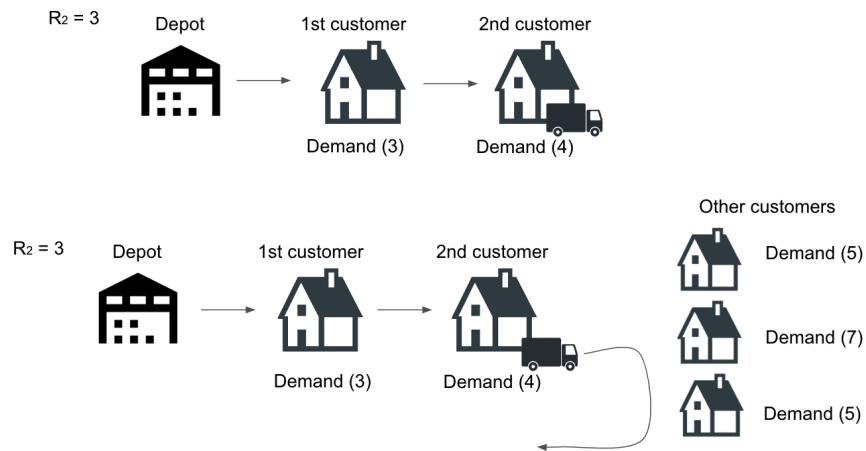 R₂ = 3
Depot
1st customer
2nd customer
Demand (3)
Demand (4)
Other customers
R₂ = 3
Depot
1st customer
2nd customer
Demand (5)
Demand (7)
Demand (3)
Demand (4)
Demand (5)